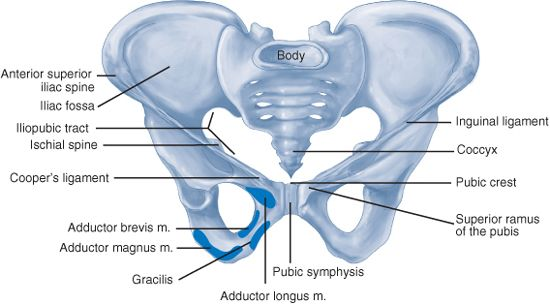 Body
Anterior superior
iliac spine
Iliac fossa
Iliopubic tract
Ischial spine
Cooper's ligament
Adductor brevis m.
Adductor magnus m.
Gracilis
Adductor longus m.
Pubic symphysis
Inguinal ligament
Coccyx
Pubic crest
Superior ramus
of the pubis